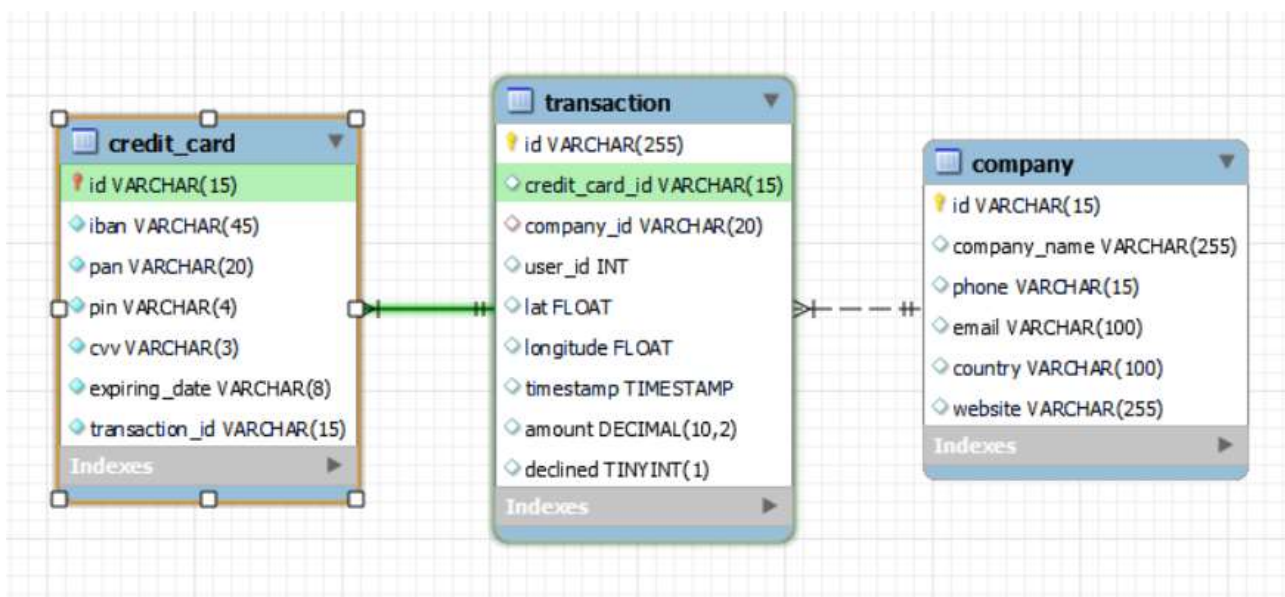 credit_card
id VARCHAR(15)
iban VARCHAR(45)
pan VARCHAR(20)
pin VARCHAR(4)
cvv VARCHAR(3)
expiring_date VARCHAR(8)
transaction_id VARCHAR(15)
Indexes
transaction
id VARCHAR(255)
credit_card_id VARCHAR(15)
company_id VARCHAR(20)
user_id INT
lat FLOAT
longitude FLOAT
timestamp TIMESTAMP
amount DECIMAL(10,2)
declined TINYINT(1)
Indexes
company
id VARCHAR(15)
company_name VARCHAR(255)
phone VARCHAR(15)
email VARCHAR(100)
country VARCHAR(100)
website VARCHAR(255)
Indexes